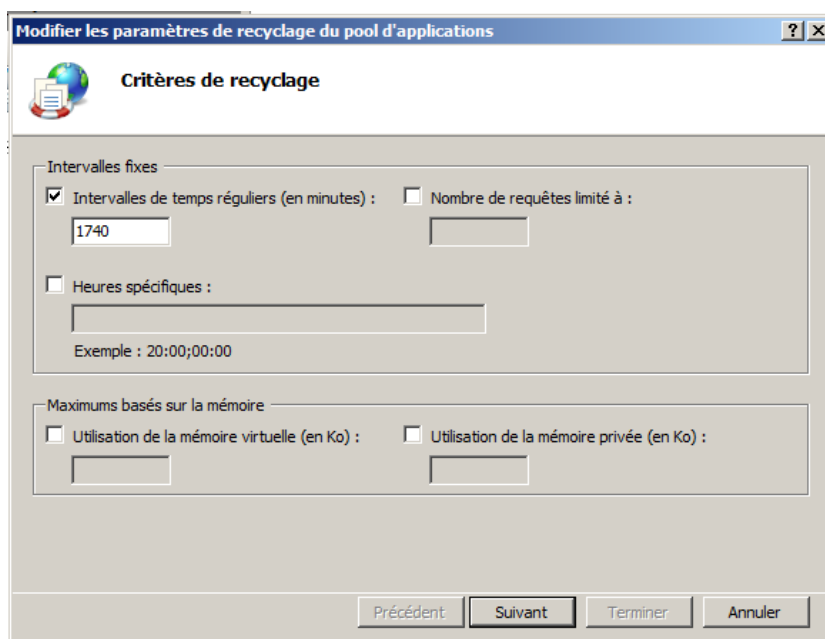 Modifier les paramètres de recyclage du pool d'applications
Critères de recyclage
Intervalles fixes
Intervalles de temps réguliers (en minutes) :
Nombre de requêtes limité à :
1740
Heures spécifiques :
Exemple : 20:00;00:00
Maximums basés sur la mémoire
Utilisation de la mémoire virtuelle (en Ko) :
Utilisation de la mémoire privée (en Ko) :
Précédent
Suivant
Terminer
Annuler